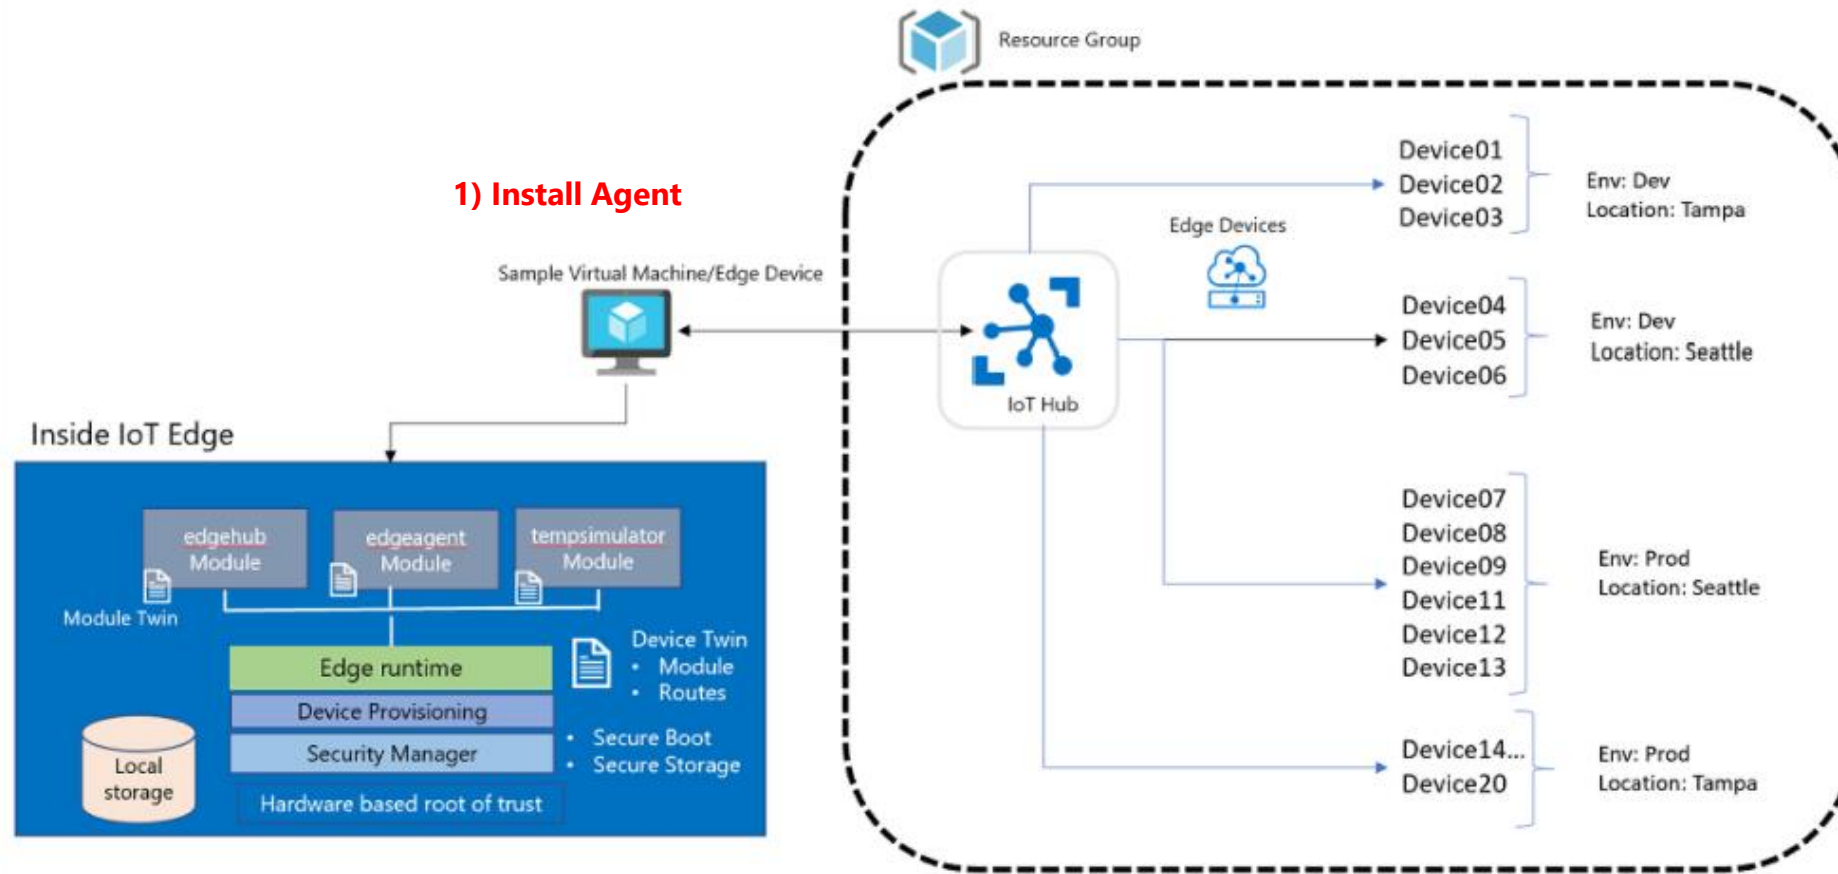 Resource Group
1) Install Agent
Sample Virtual Machine/Edge Device
Edge Devices
IoT Hub
Device01
Device02
Device03
Env: Dev
Location: Tampa
Device04
Device05
Device06
Env: Dev
Location: Seattle
Device07
Device08
Device09
Device11
Device12
Device13
Env: Prod
Location: Seattle
Device14...
Device20
Env: Prod
Location: Tampa
Inside IoT Edge
edgehub
Module
edgeagent
Module
tempsimulator
Module
Module Twin
Edge runtime
Device Twin
• Module
• Routes
Device Provisioning
Security Manager
• Secure Boot
• Secure Storage
Local
storage
Hardware based root of trust